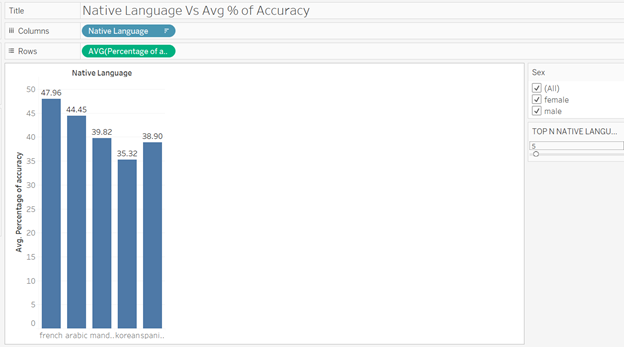 Title Native Language Vs Avg % of Accuracy
Columns Native Language
Rows AVG(Percentage of a..
Native Language
Sex
(All)
female
male
TOP N NATIVE LANGU...
5
Avg. Percentage of accuracy
50
45
40
35
30
25
20
15
10
5
0
47.96
44.45
39.82
35.32
38.90
french arabic mand.. korean spani..